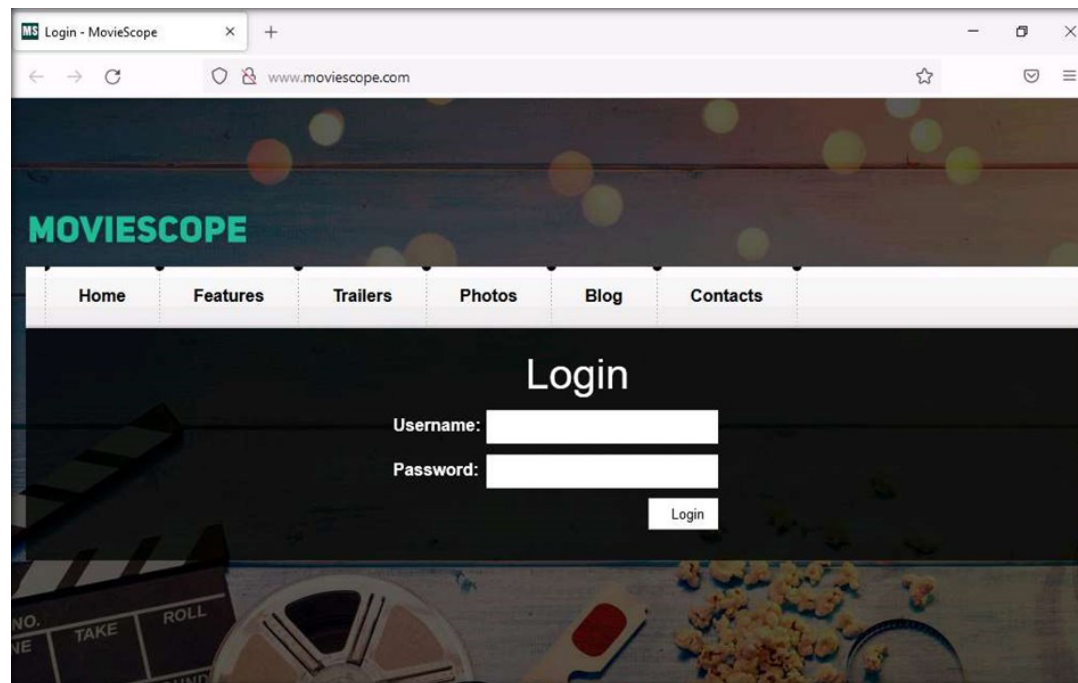 MS Login - MovieScope
www.moviescope.com
MOVIESCOPE
Home Features Trailers Photos Blog Contacts
Login
Username:
Password:
Login
NO.
TAKE
ROLL